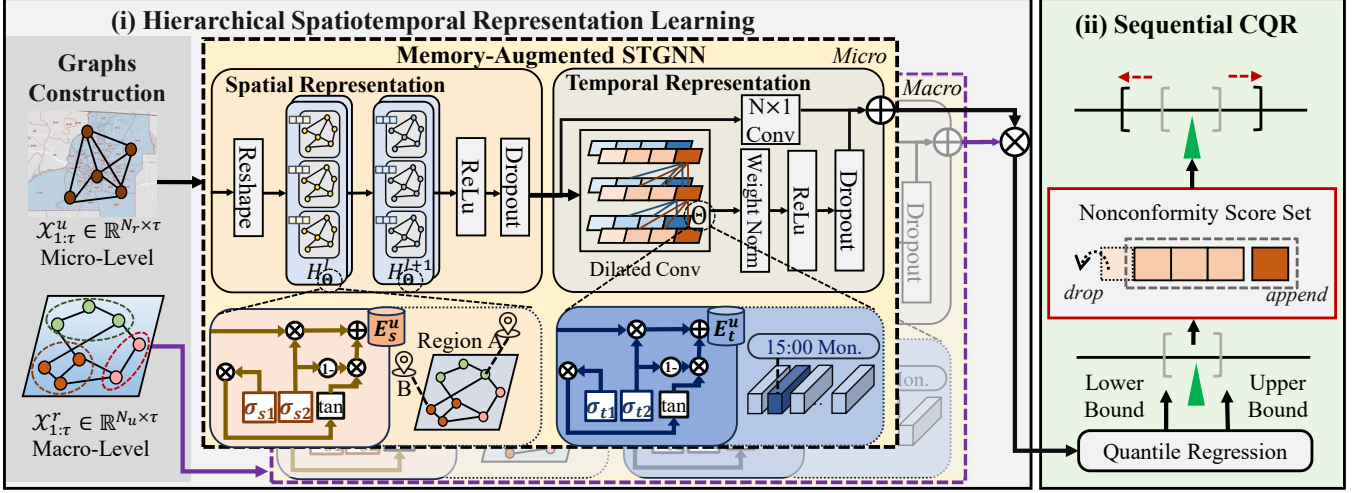 (i) Hierarchical Spatiotemporal Representation Learning
(ii) Sequential CQR
Graphs
Construction
Memory-Augmented STGNN
Micro
Macro
Spatial Representation
Temporal Representation
Reshape
H^l
Θ
H^{l+1}
Θ
ReLu
Dropout
N×1
Conv
Dilated Conv
Θ
Weight Norm
ReLu
Dropout
Dropout
𝒳^u_{1:τ} ∈ ℝ^{N_r×τ}
Micro-Level
𝒳^r_{1:τ} ∈ ℝ^{N_u×τ}
Macro-Level
E^u_s
σ_{s1}
σ_{s2}
1-
tan
Region A
B
E^u_t
σ_{t1}
σ_{t2}
1-
tan
15:00 Mon.
...
Mon.
Nonconformity Score Set
drop
append
Lower
Bound
Upper
Bound
Quantile Regression